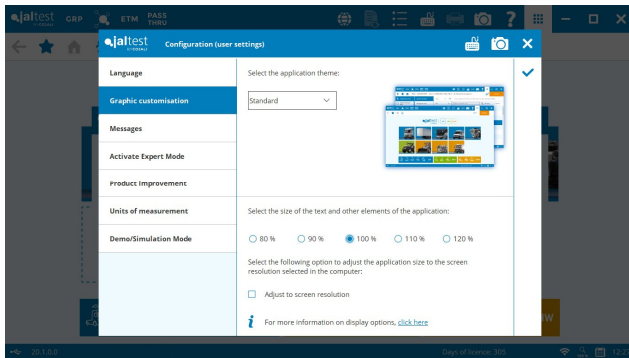 jaltest GRP ETM PASS THRU ?
BY COJALI
jaltest Configuration (user settings)
BY COJALI
Language
Graphic customisation
Messages
Activate Expert Mode
Product Improvement
Units of measurement
Demo/Simulation Mode
Select the application theme:
Standard
Select the size of the text and other elements of the application:
80 % 90 % 100 % 110 % 120 %
Select the following option to adjust the application size to the screen
resolution selected in the computer:
Adjust to screen resolution
i For more information on display options, click here
20.1.0.0 Days of licence: 305